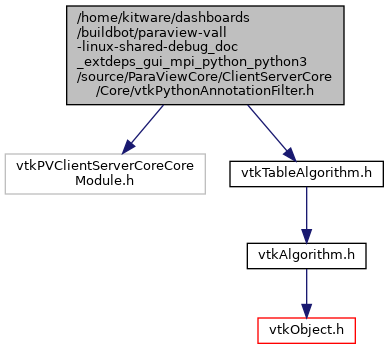 /home/kitware/dashboards
/buildbot/paraview-vall
-linux-shared-debug_doc
_extdeps_gui_mpi_python_python3
/source/ParaViewCore/ClientServerCore
/Core/vtkPythonAnnotationFilter.h
vtkPVClientServerCoreCore
Module.h
vtkTableAlgorithm.h
vtkAlgorithm.h
vtkObject.h